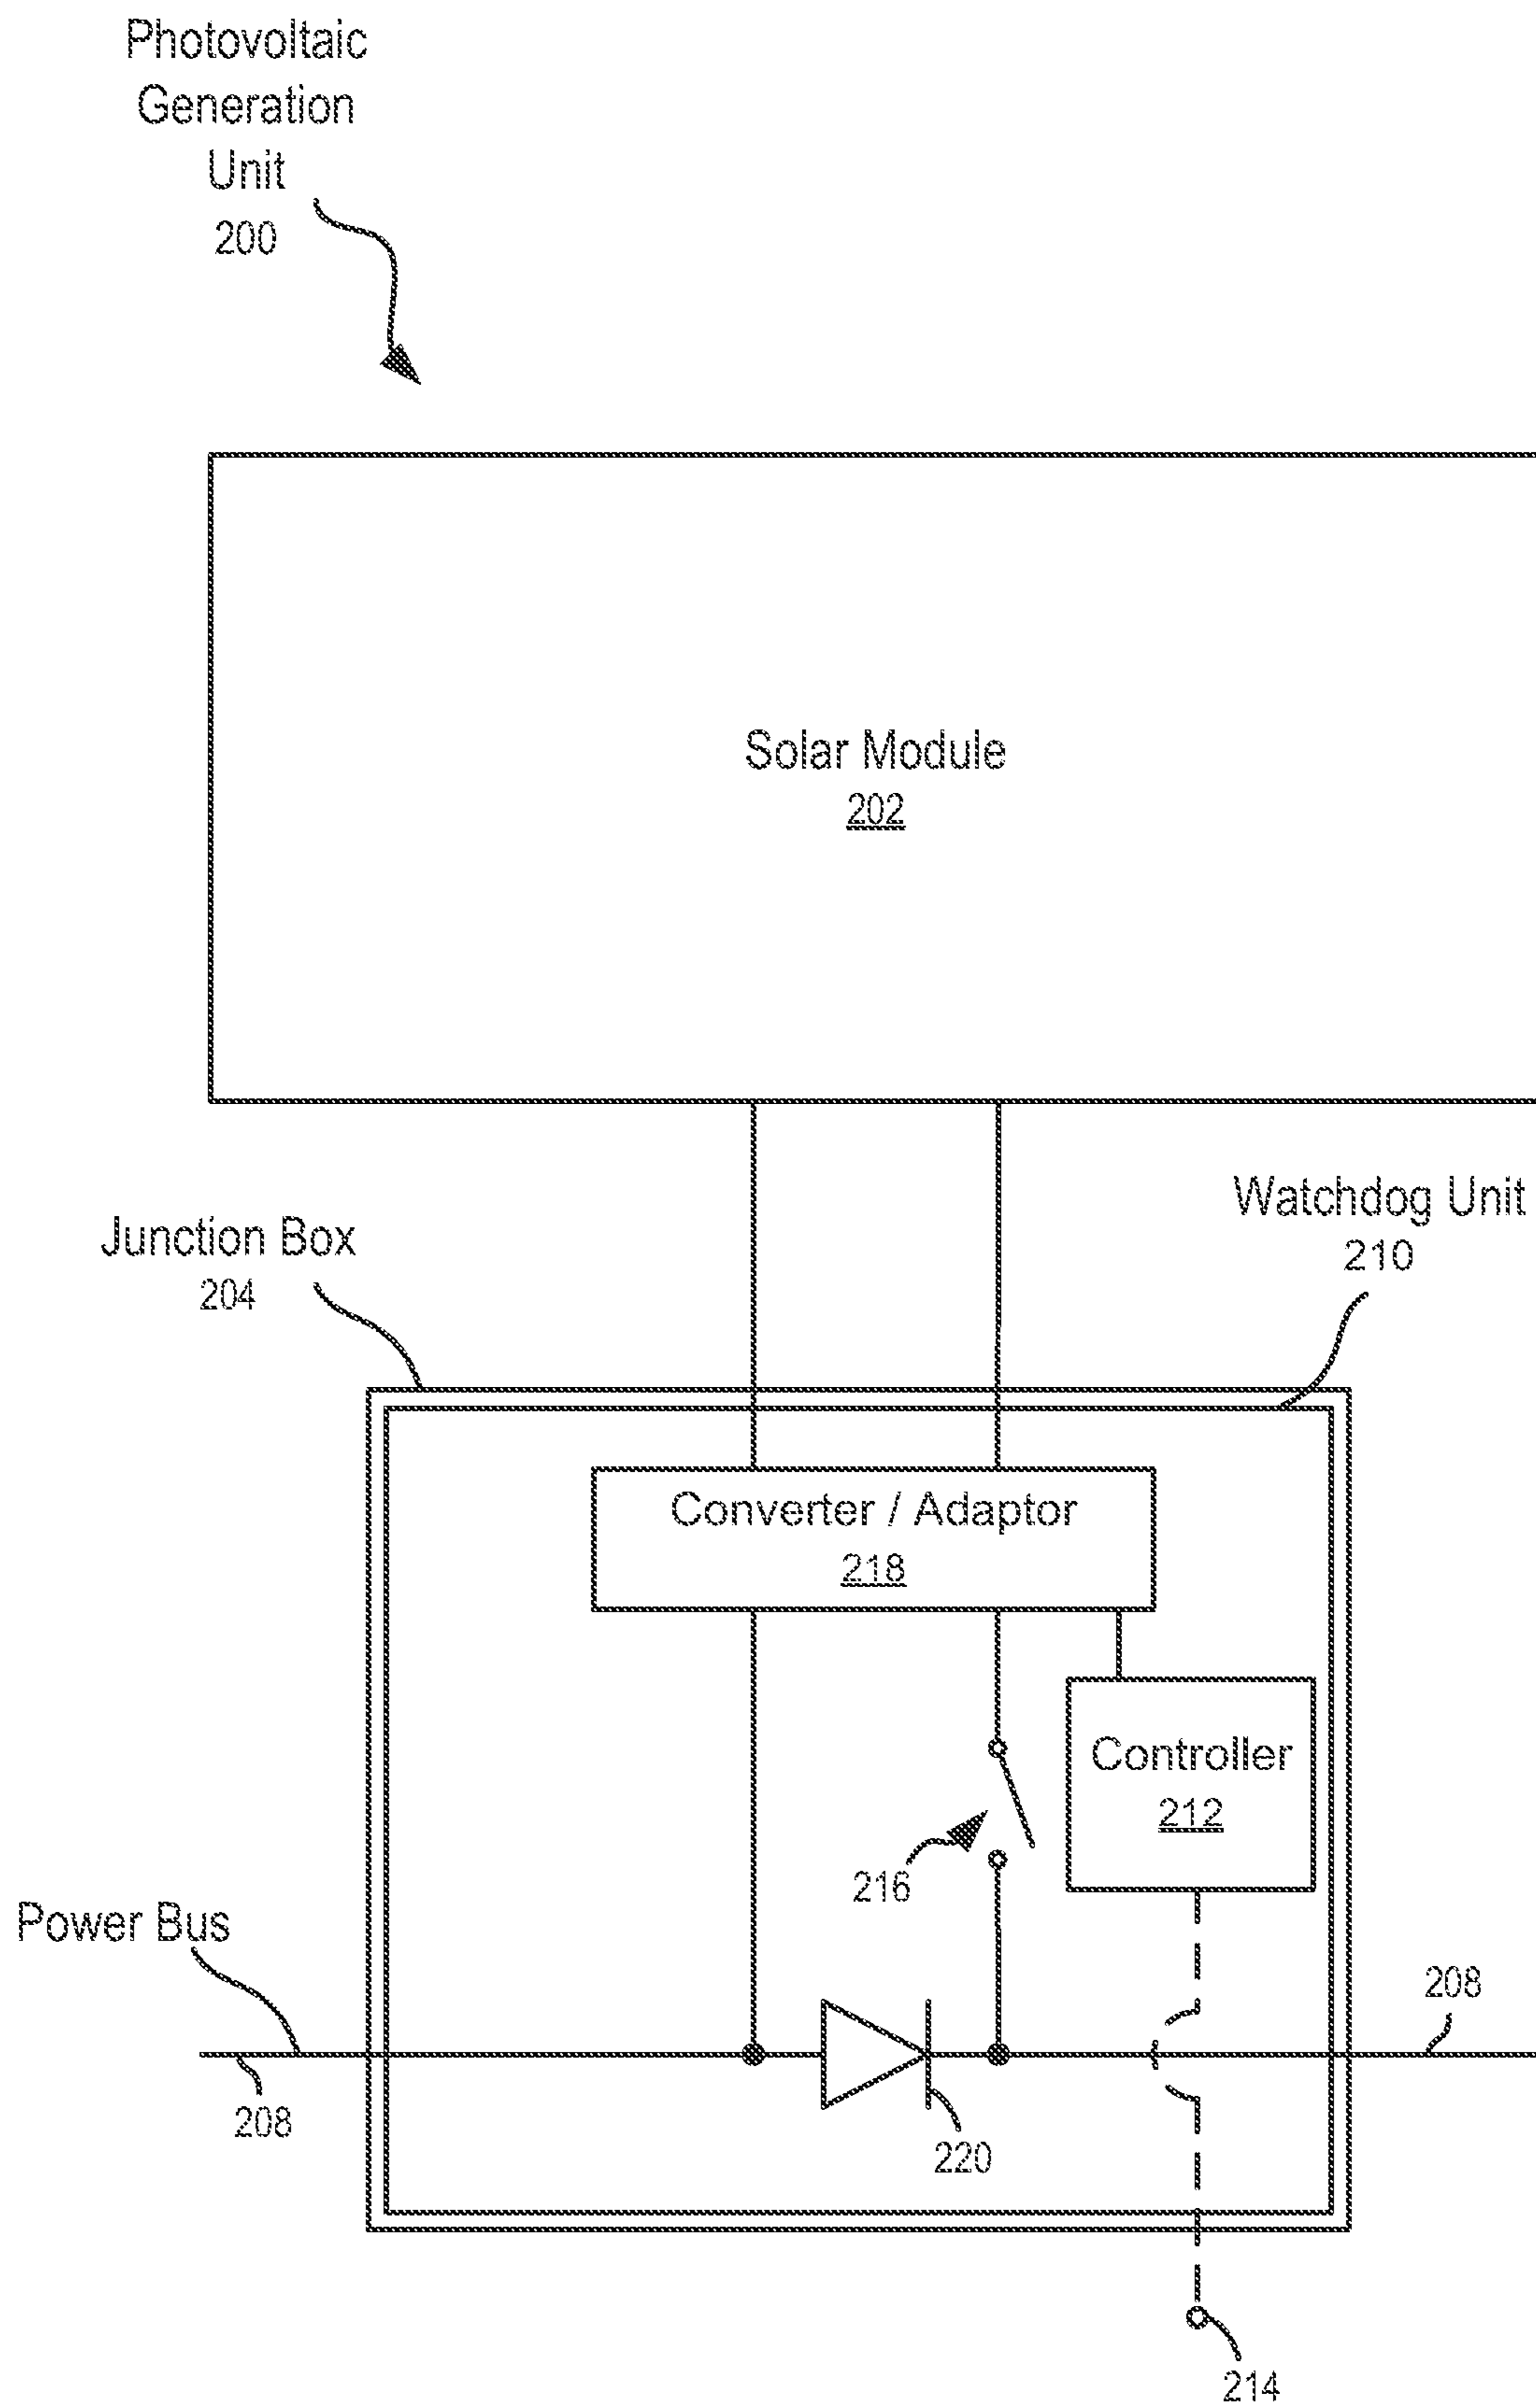 Photovoltaic
Generation
Unit
200
Solar Module
202
Watchdog Unit
210
Junction Box
204
Converter / Adaptor
218
Controller
212
216
Power Bus
208
208
220
214